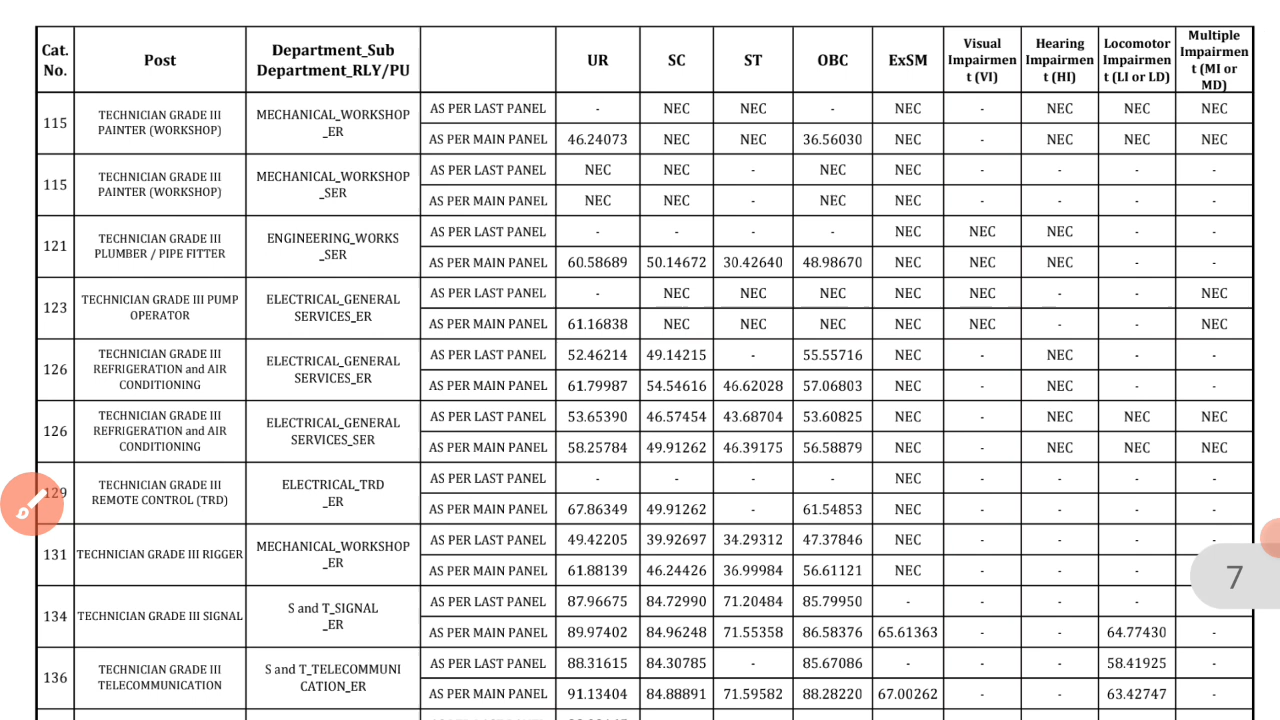 Cat. No. | Post | Department_Sub Department_RLY/PU | | UR | SC | ST | OBC | ExSM | Visual Impairmen t (VI) | Hearing Impairmen t (HI) | Locomotor Impairmen t (LI or LD) | Multiple Impairmen t (MI or MD)
115 | TECHNICIAN GRADE III PAINTER (WORKSHOP) | MECHANICAL_WORKSHOP _ER | AS PER LAST PANEL | - | NEC | NEC | - | NEC | - | NEC | NEC | NEC
AS PER MAIN PANEL | 46.24073 | NEC | NEC | 36.56030 | NEC | - | NEC | NEC | NEC
115 | TECHNICIAN GRADE III PAINTER (WORKSHOP) | MECHANICAL_WORKSHOP _SER | AS PER LAST PANEL | NEC | NEC | - | NEC | NEC | - | - | - | -
AS PER MAIN PANEL | NEC | NEC | - | NEC | NEC | - | - | - | -
121 | TECHNICIAN GRADE III PLUMBER / PIPE FITTER | ENGINEERING_WORKS _SER | AS PER LAST PANEL | - | - | - | - | NEC | NEC | NEC | - | -
AS PER MAIN PANEL | 60.58689 | 50.14672 | 30.42640 | 48.98670 | NEC | NEC | NEC | - | -
123 | TECHNICIAN GRADE III PUMP OPERATOR | ELECTRICAL_GENERAL SERVICES_ER | AS PER LAST PANEL | - | NEC | NEC | NEC | NEC | NEC | - | - | NEC
AS PER MAIN PANEL | 61.16838 | NEC | NEC | NEC | NEC | NEC | - | - | NEC
126 | TECHNICIAN GRADE III REFRIGERATION and AIR CONDITIONING | ELECTRICAL_GENERAL SERVICES_ER | AS PER LAST PANEL | 52.46214 | 49.14215 | - | 55.55716 | NEC | - | NEC | - | -
AS PER MAIN PANEL | 61.79987 | 54.54616 | 46.62028 | 57.06803 | NEC | - | NEC | - | -
126 | TECHNICIAN GRADE III REFRIGERATION and AIR CONDITIONING | ELECTRICAL_GENERAL SERVICES_SER | AS PER LAST PANEL | 53.65390 | 46.57454 | 43.68704 | 53.60825 | NEC | - | NEC | NEC | NEC
AS PER MAIN PANEL | 58.25784 | 49.91262 | 46.39175 | 56.58879 | NEC | - | NEC | NEC | NEC
129 | TECHNICIAN GRADE III REMOTE CONTROL (TRD) | ELECTRICAL_TRD _ER | AS PER LAST PANEL | - | - | - | - | NEC | - | - | - | -
AS PER MAIN PANEL | 67.86349 | 49.91262 | - | 61.54853 | NEC | - | - | - | -
131 | TECHNICIAN GRADE III RIGGER | MECHANICAL_WORKSHOP _ER | AS PER LAST PANEL | 49.42205 | 39.92697 | 34.29312 | 47.37846 | NEC | - | - | - | -
AS PER MAIN PANEL | 61.88139 | 46.24426 | 36.99984 | 56.61121 | NEC | - | - | -
7
134 | TECHNICIAN GRADE III SIGNAL | S and T_SIGNAL _ER | AS PER LAST PANEL | 87.96675 | 84.72990 | 71.20484 | 85.79950 | - | - | - | - | -
AS PER MAIN PANEL | 89.97402 | 84.96248 | 71.55358 | 86.58376 | 65.61363 | - | - | 64.77430 | -
136 | TECHNICIAN GRADE III TELECOMMUNICATION | S and T_TELECOMMUNI CATION_ER | AS PER LAST PANEL | 88.31615 | 84.30785 | - | 85.67086 | - | - | - | 58.41925 | -
AS PER MAIN PANEL | 91.13404 | 84.88891 | 71.59582 | 88.28220 | 67.00262 | - | - | 63.42747 | -